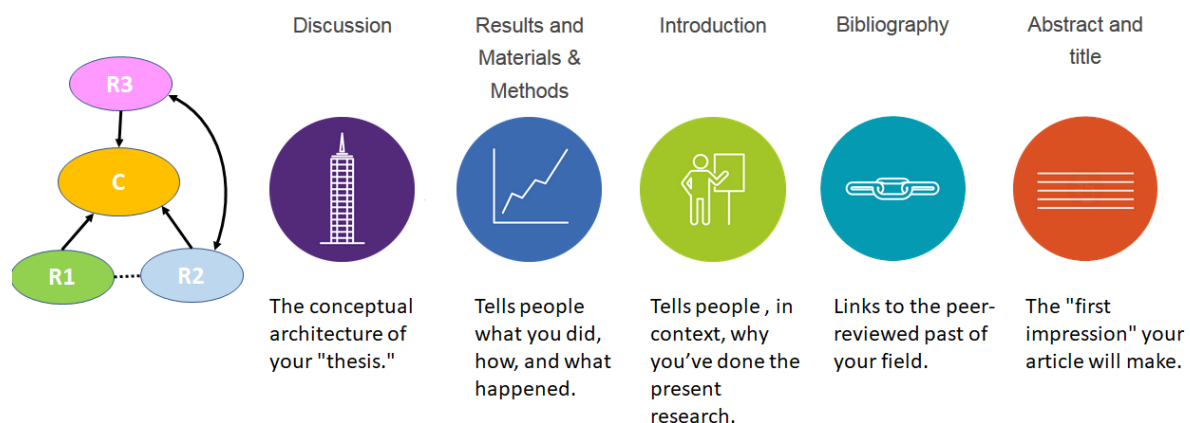 R3
C
R1
R2
Discussion
The conceptual
architecture of
your "thesis."
Results and
Materials &
Methods
Tells people
what you did,
how, and what
happened.
Introduction
Tells people , in
context, why
you’ve done the
present
research.
Bibliography
Links to the peer-
reviewed past of
your field.
Abstract and
title
The "first
impression" your
article will make.